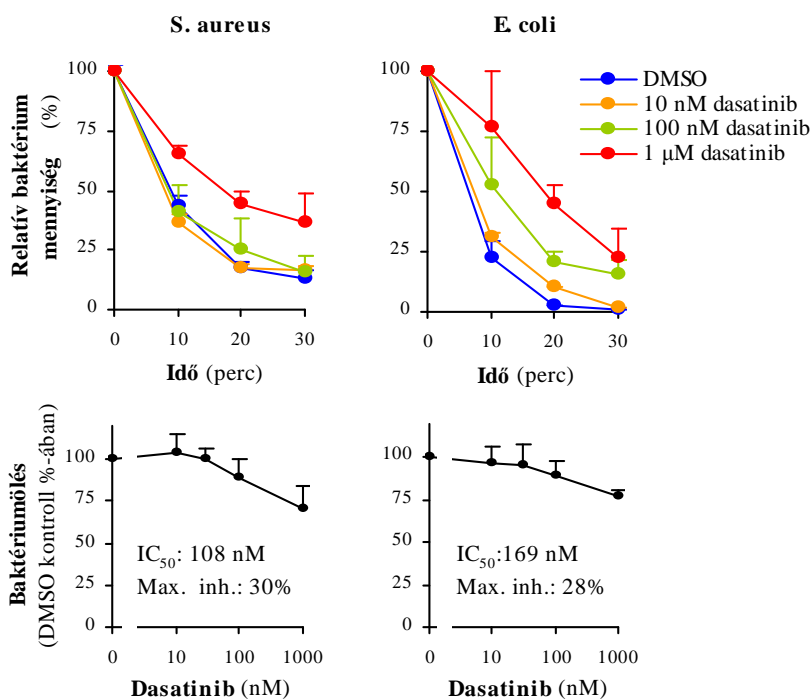 S. aureus
E. coli
Relatív baktérium
mennyiség (%)
100
75
50
25
0
0
10
20
30
Idő (perc)
100
75
50
25
0
0
10
20
30
Idő (perc)
DMSO
10 nM dasatinib
100 nM dasatinib
1 μM dasatinib
Baktériumölés
(DMSO kontroll %-ában)
100
75
50
25
0
IC50: 108 nM
Max. inh.: 30%
0
10
100
1000
Dasatinib (nM)
100
75
50
25
0
IC50:169 nM
Max. inh.: 28%
0
10
100
1000
Dasatinib (nM)